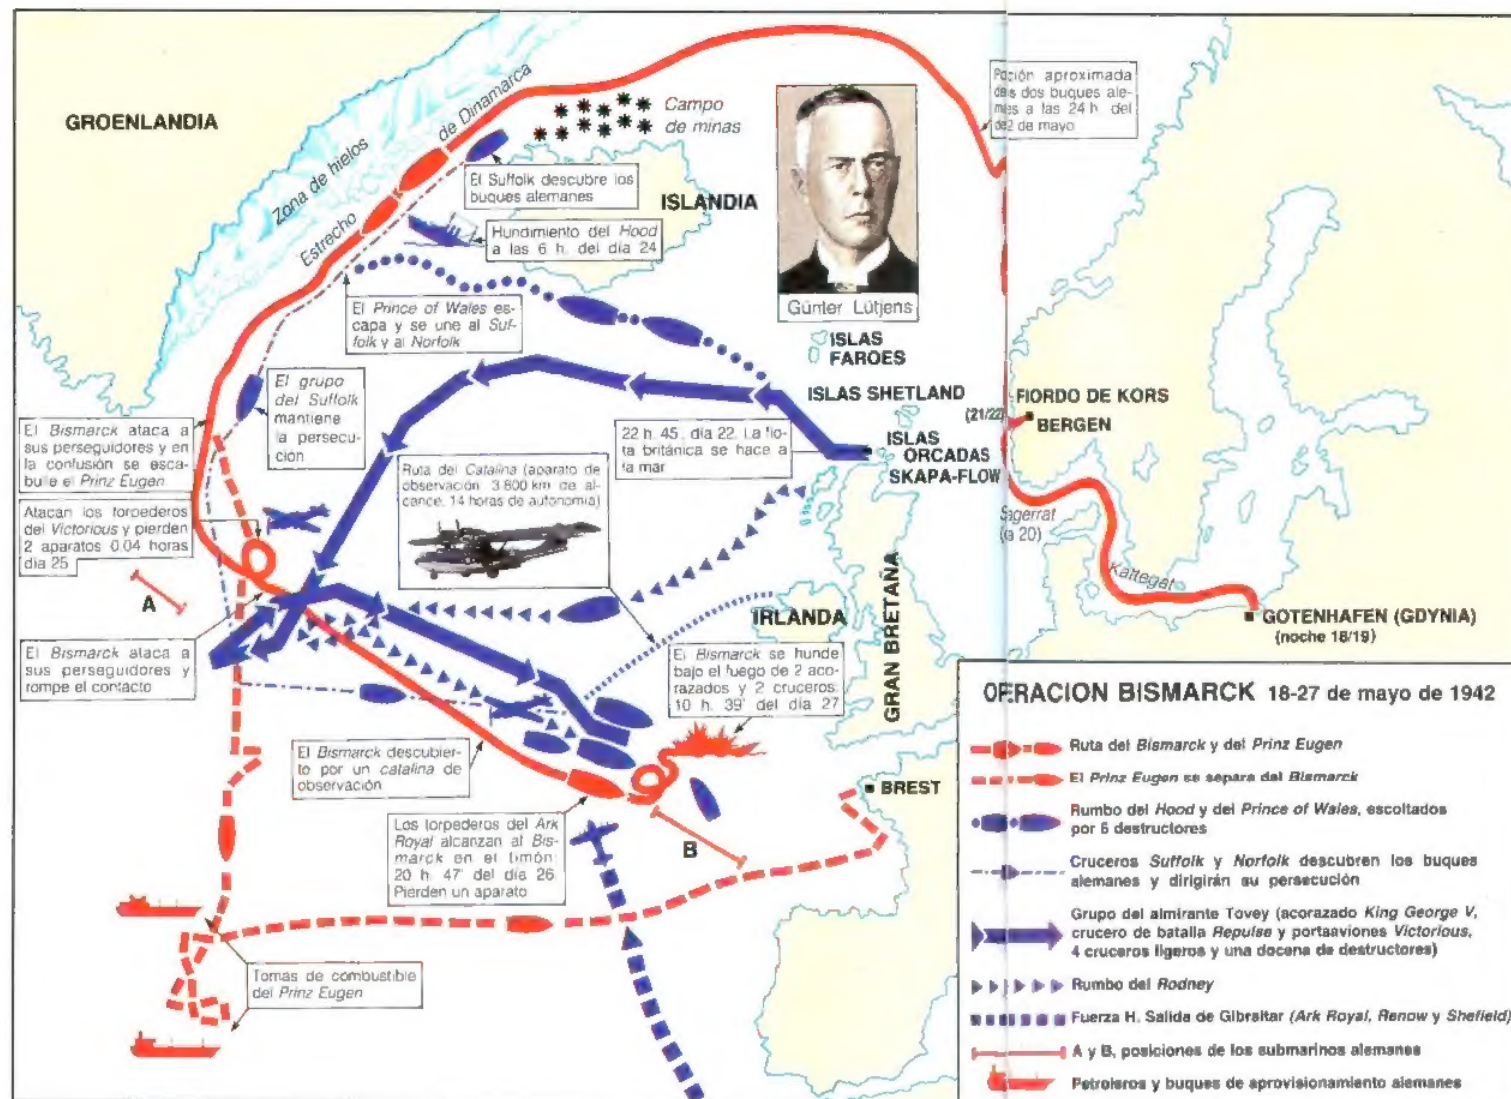 GROENLANDIA
Zona de hielos
Estrecho de Dinamarca
Campo
de minas
El Suffolk descubre los
buques alemanes
ISLANDIA
Hundimiento del Hood
a las 6 h. del día 24
El Prince of Wales es-
capa y se une al Suf-
folk y al Norfolk
Günter Lütjens
aproximada
dos buques ale-
a las 24 h. del
de mayo
ISLAS
FAROES
ISLAS SHETLAND
(21/22)
FIORDO DE KORS
BERGEN
El grupo
del Suffolk
mantiene
la persecu-
ción
22 h. 45', día 22. La flo-
ta británica se hace a
la mar
ISLAS
ORCADAS
SKAPA-FLOW
El Bismarck ataca a
sus perseguidores y en
la confusión se esca-
bulle el Prinz Eugen
Ruta del Catalina (aparato de
observación 3.800 km de al-
cance, 14 horas de autonomía)
Atacan los torpederos
del Victorious y pierden
2 aparatos 0.04 horas
día 25
A
Kattegat
GOTENHAFEN (GDYNIA)
(noche 18/19)
IRLANDA
GRAN BRETAÑA
El Bismarck ataca a
sus perseguidores y
rompe el contacto
El Bismarck se hunde
bajo el fuego de 2 aco-
razados y 2 cruceros:
10 h. 39' del día 27
El Bismarck descubier-
to por un catalina de
observación
Los torpederos del Ark
Royal alcanzan al Bis-
marck en el timón:
20 h. 47' del día 26.
Pierden un aparato
B
BREST
Tomas de combustible
del Prinz Eugen
OPERACION BISMARCK 18-27 de mayo de 1942
Ruta del Bismarck y del Prinz Eugen
El Prinz Eugen se separa del Bismarck
Rumbo del Hood y del Prince of Wales, escoltados
por 6 destructores
Cruceros Suffolk y Norfolk descubren los buques
alemanes y dirigirán su persecución
Grupo del almirante Tovey (acorazado King George V,
crucero de batalla Repulse y portaaviones Victorious,
4 cruceros ligeros y una docena de destructores)
Rumbo del Rodney
Fuerza H. Salida de Gibraltar (Ark Royal, Renow y Shefield)
A y B, posiciones de los submarinos alemanes
Petroleros y buques de aprovisionamiento alemanes